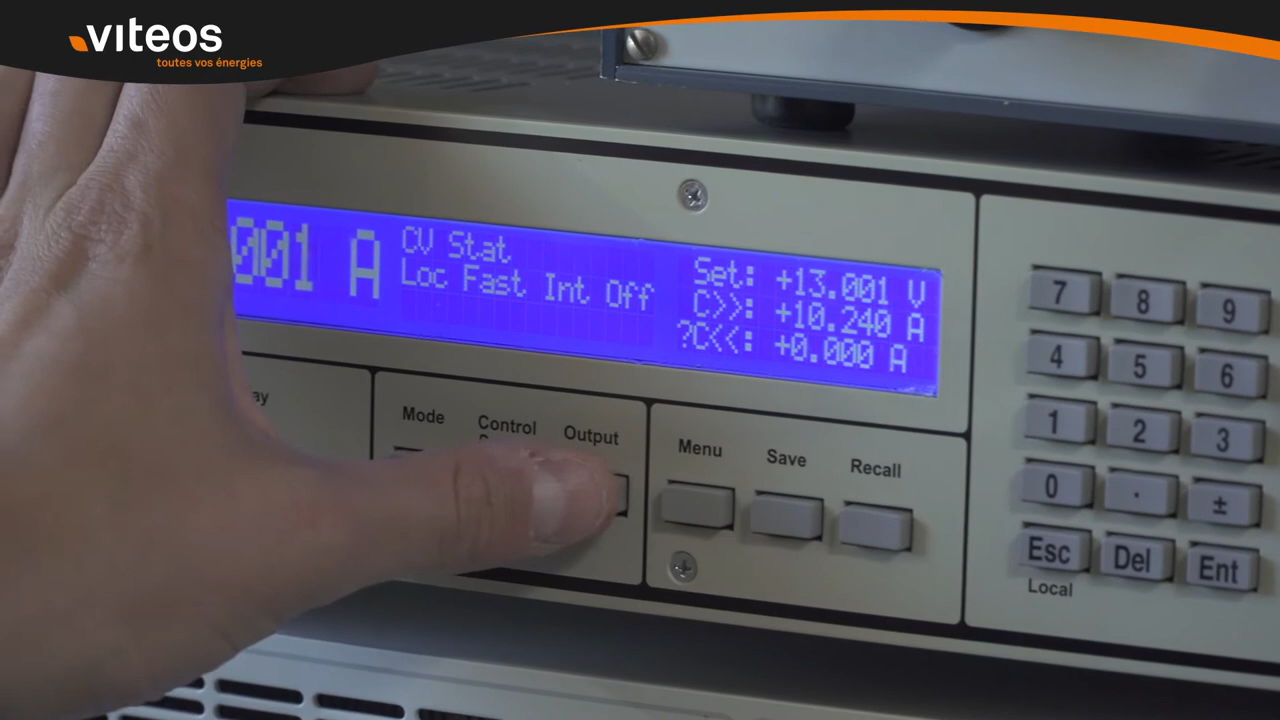 viteos
toutes vos énergies
001 A
CV Stat
Loc Fast Int Off
Set: +13.001 V
C>>: +10.240 A
?C<<: +0.000 A
Mode
Control
Output
Menu
Save
Recall
7 8 9
4 5 6
1 2 3
0 . ±
Esc Del Ent
Local